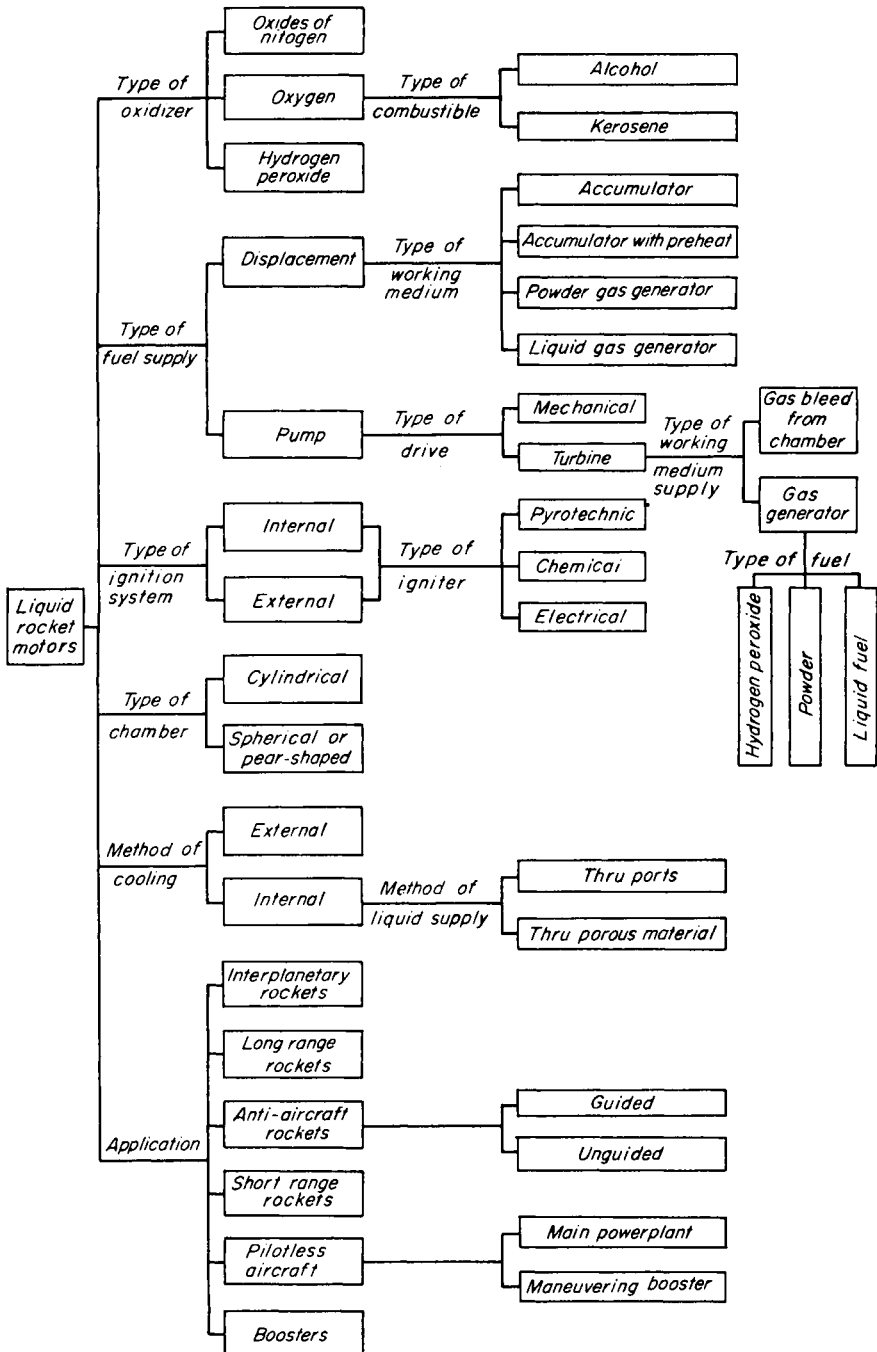 Oxides of
nitogen
Type of
oxidizer
Oxygen
Type of
combustible
Alcohol
Kerosene
Hydrogen
peroxide
Type of
fuel supply
Displacement
Type of
working
medium
Accumulator
Accumulator with preheat
Powder gas generator
Liquid gas generator
Pump
Type of
drive
Mechanical
Turbine
Type of
working
medium
supply
Gas bleed
from
chamber
Gas
generator
Type of fuel
Hydrogen peroxide
Powder
Liquid fuel
Type of
ignition
system
Internal
External
Type of
igniter
Pyrotechnic
Chemical
Electrical
Liquid
rocket
motors
Type of
chamber
Cylindrical
Spherical or
pear-shaped
Method of
cooling
External
Internal
Method of
liquid supply
Thru ports
Thru porous material
Application
Interplanetary
rockets
Long range
rockets
Anti-aircraft
rockets
Guided
Unguided
Short range
rockets
Pilotless
aircraft
Main powerplant
Maneuvering booster
Boosters